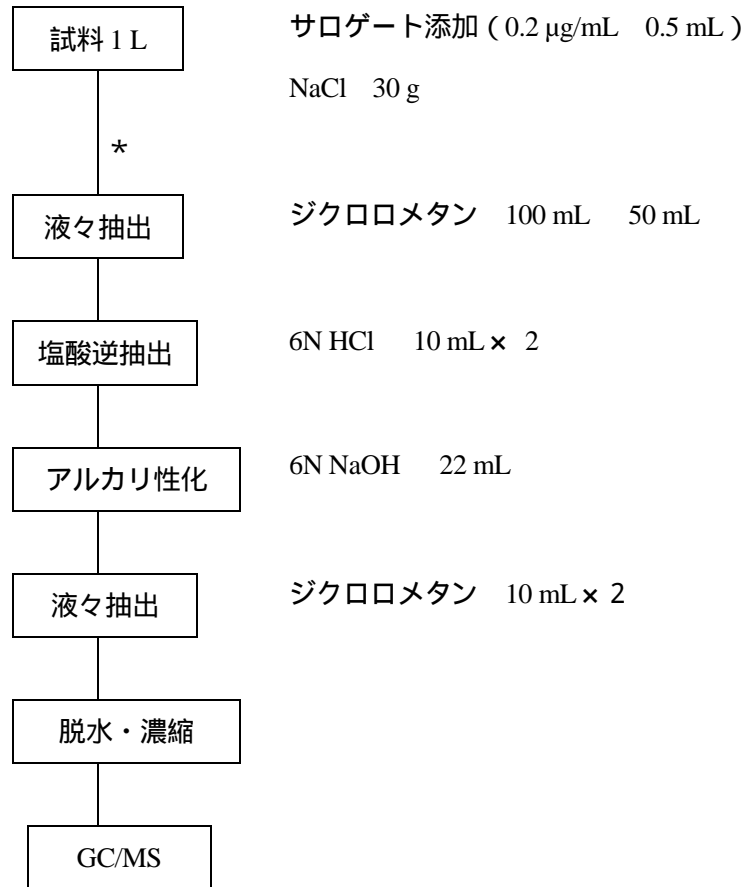 試料 1 L
サロゲート添加 ( 0.2 µg/mL 0.5 mL )
NaCl 30 g
*
液々抽出
ジクロロメタン 100 mL 50 mL
塩酸逆抽出
6N HCl 10 mL × 2
アルカリ性化
6N NaOH 22 mL
液々抽出
ジクロロメタン 10 mL × 2
脱水・濃縮
GC/MS